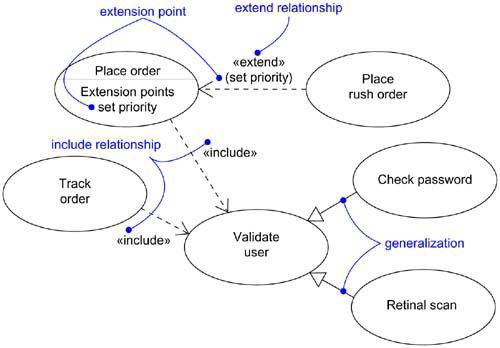 extend relationship
extension point
«extend»
(set priority)
Place order
Extension points
set priority
Place
rush order
include relationship
«include»
Track
order
«include»
Check password
Validate
user
generalization
Retinal scan